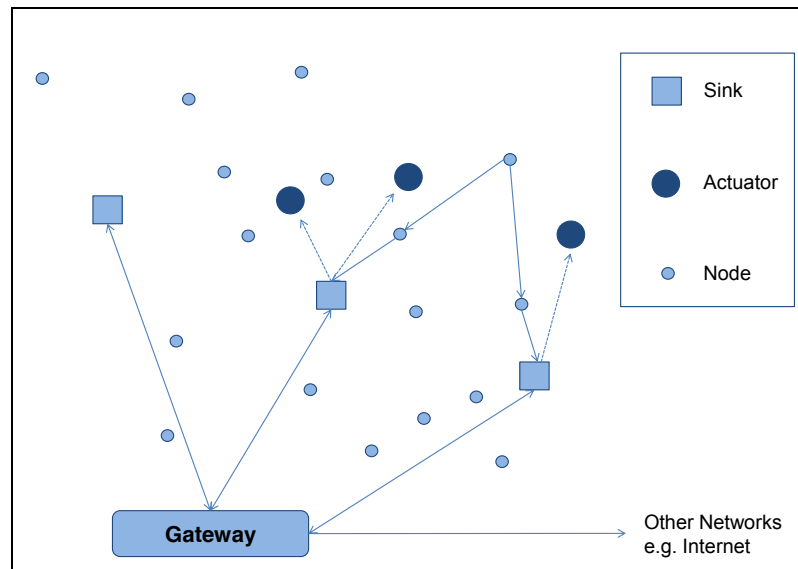 Sink
Actuator
Node
Gateway
Other Networks
e.g. Internet